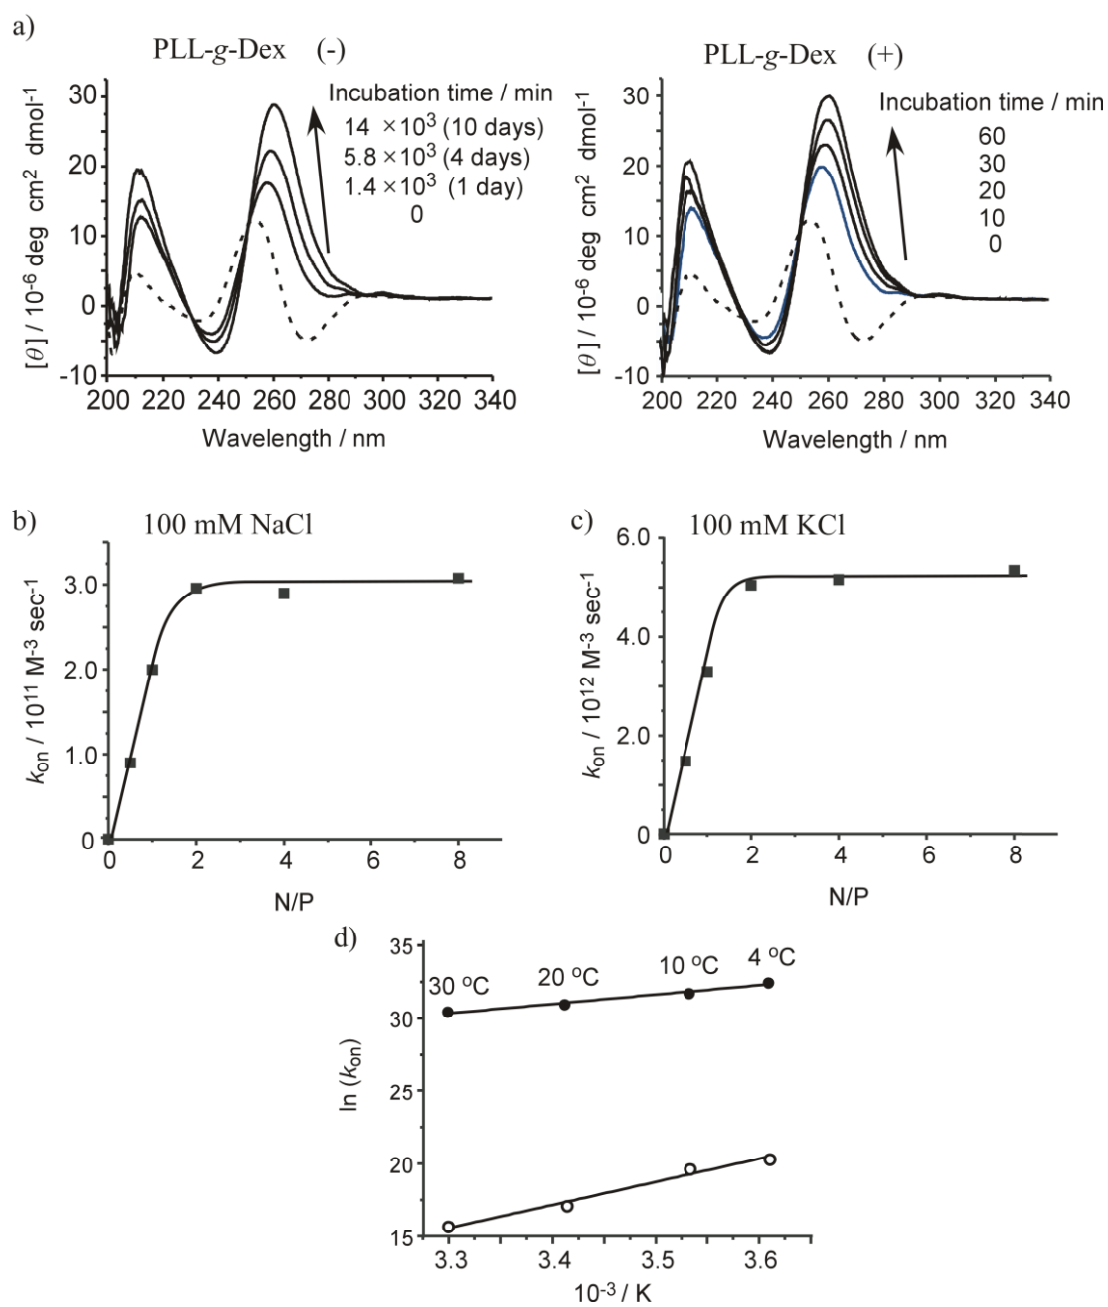 a)
PLL-g-Dex (-)
[θ] / 10⁻⁶ deg cm² dmol⁻¹
30
20
10
0
-10
200 220 240 260 280 300 320 340
Wavelength / nm
Incubation time / min
14 ×10³ (10 days)
5.8 ×10³ (4 days)
1.4 ×10³ (1 day)
0
PLL-g-Dex (+)
[θ] / 10⁻⁶ deg cm² dmol⁻¹
30
20
10
0
-10
200 220 240 260 280 300 320 340
Wavelength / nm
Incubation time / min
60
30
20
10
0
b)
100 mM NaCl
kon / 10¹¹ M⁻³ sec⁻¹
3.0
2.0
1.0
0
0 2 4 6 8
N/P
c)
100 mM KCl
kon / 10¹² M⁻³ sec⁻¹
6.0
4.0
2.0
0
0 2 4 6 8
N/P
d)
ln (kon)
35
30
25
20
15
30 °C 20 °C 10 °C 4 °C
3.3 3.4 3.5 3.6
10⁻³ / K